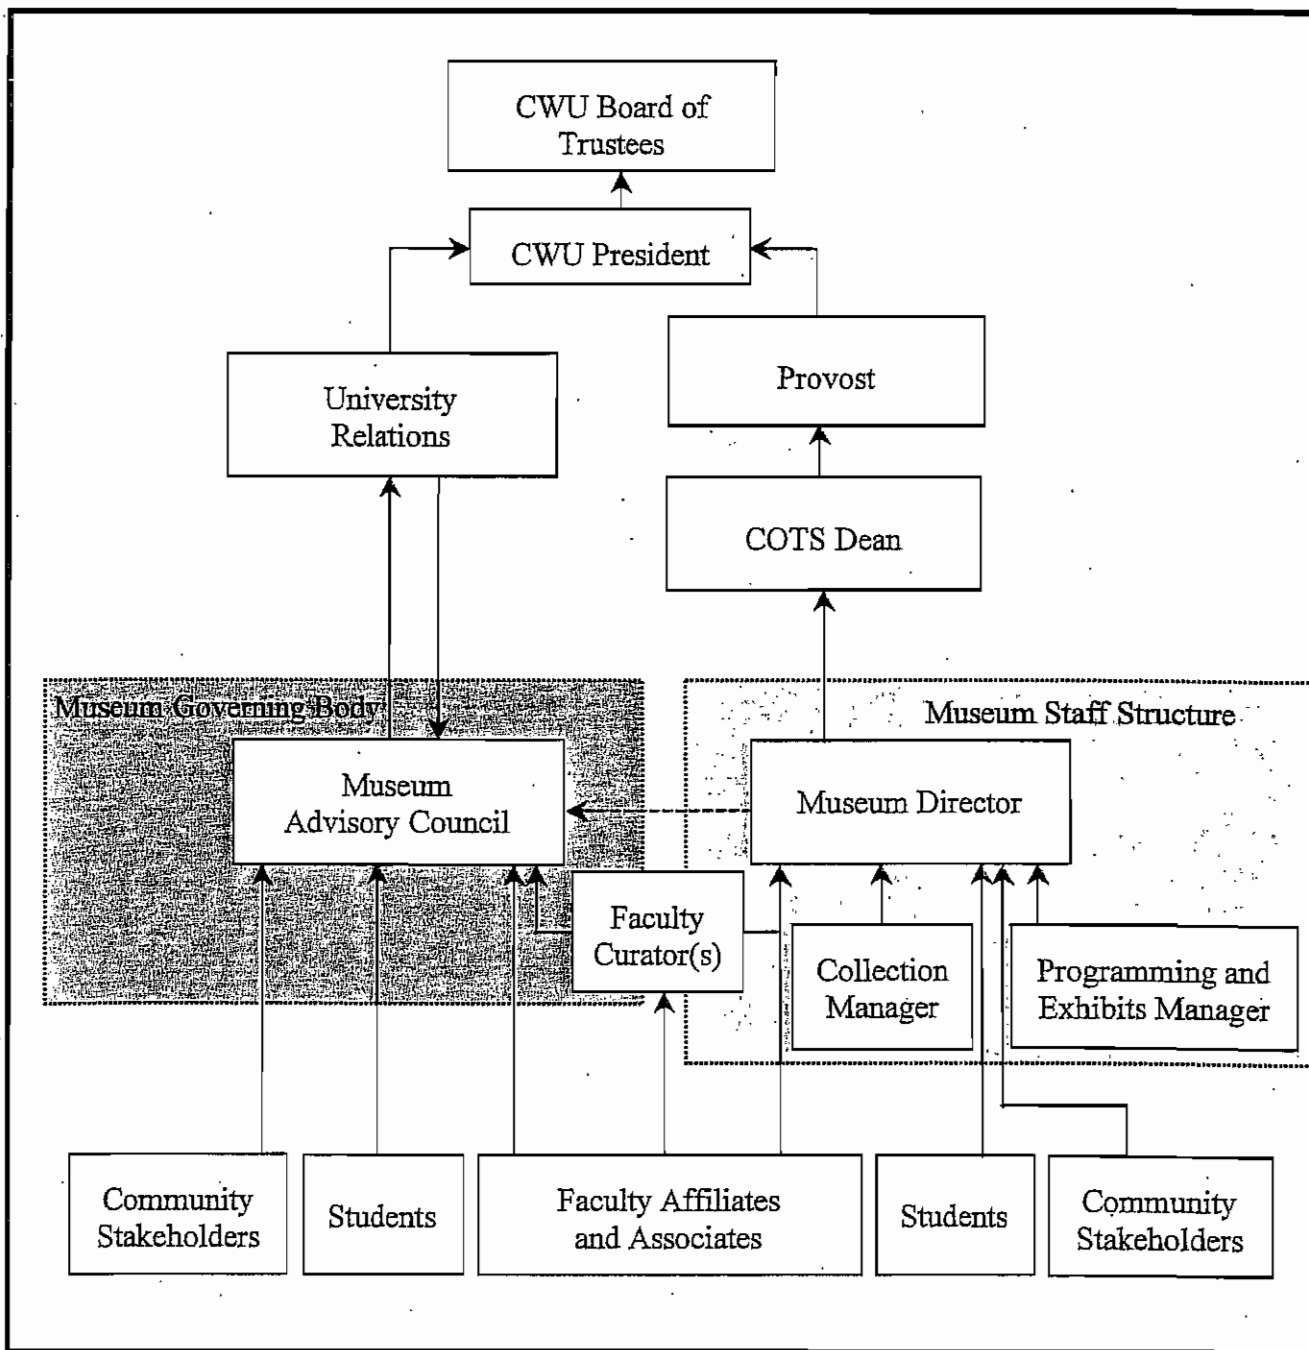 CWU Board of
Trustees
CWU President
Provost
University
Relations
COTS Dean
Museum Governing Body
Museum Staff Structure
Museum
Advisory Council
Museum Director
Faculty
Curator(s)
Collection
Manager
Programming and
Exhibits Manager
Community
Stakeholders
Students
Faculty Affiliates
and Associates
Students
Community
Stakeholders